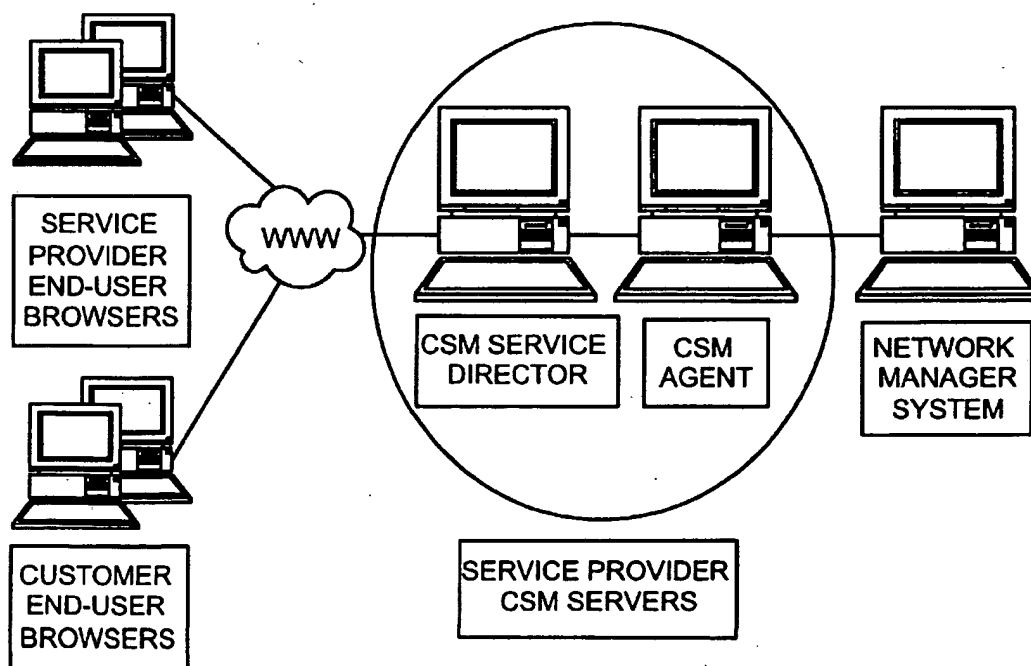 SERVICE
PROVIDER
END-USER
BROWSERS
WWW
CSM SERVICE
DIRECTOR
CSM
AGENT
NETWORK
MANAGER
SYSTEM
CUSTOMER
END-USER
BROWSERS
SERVICE PROVIDER
CSM SERVERS